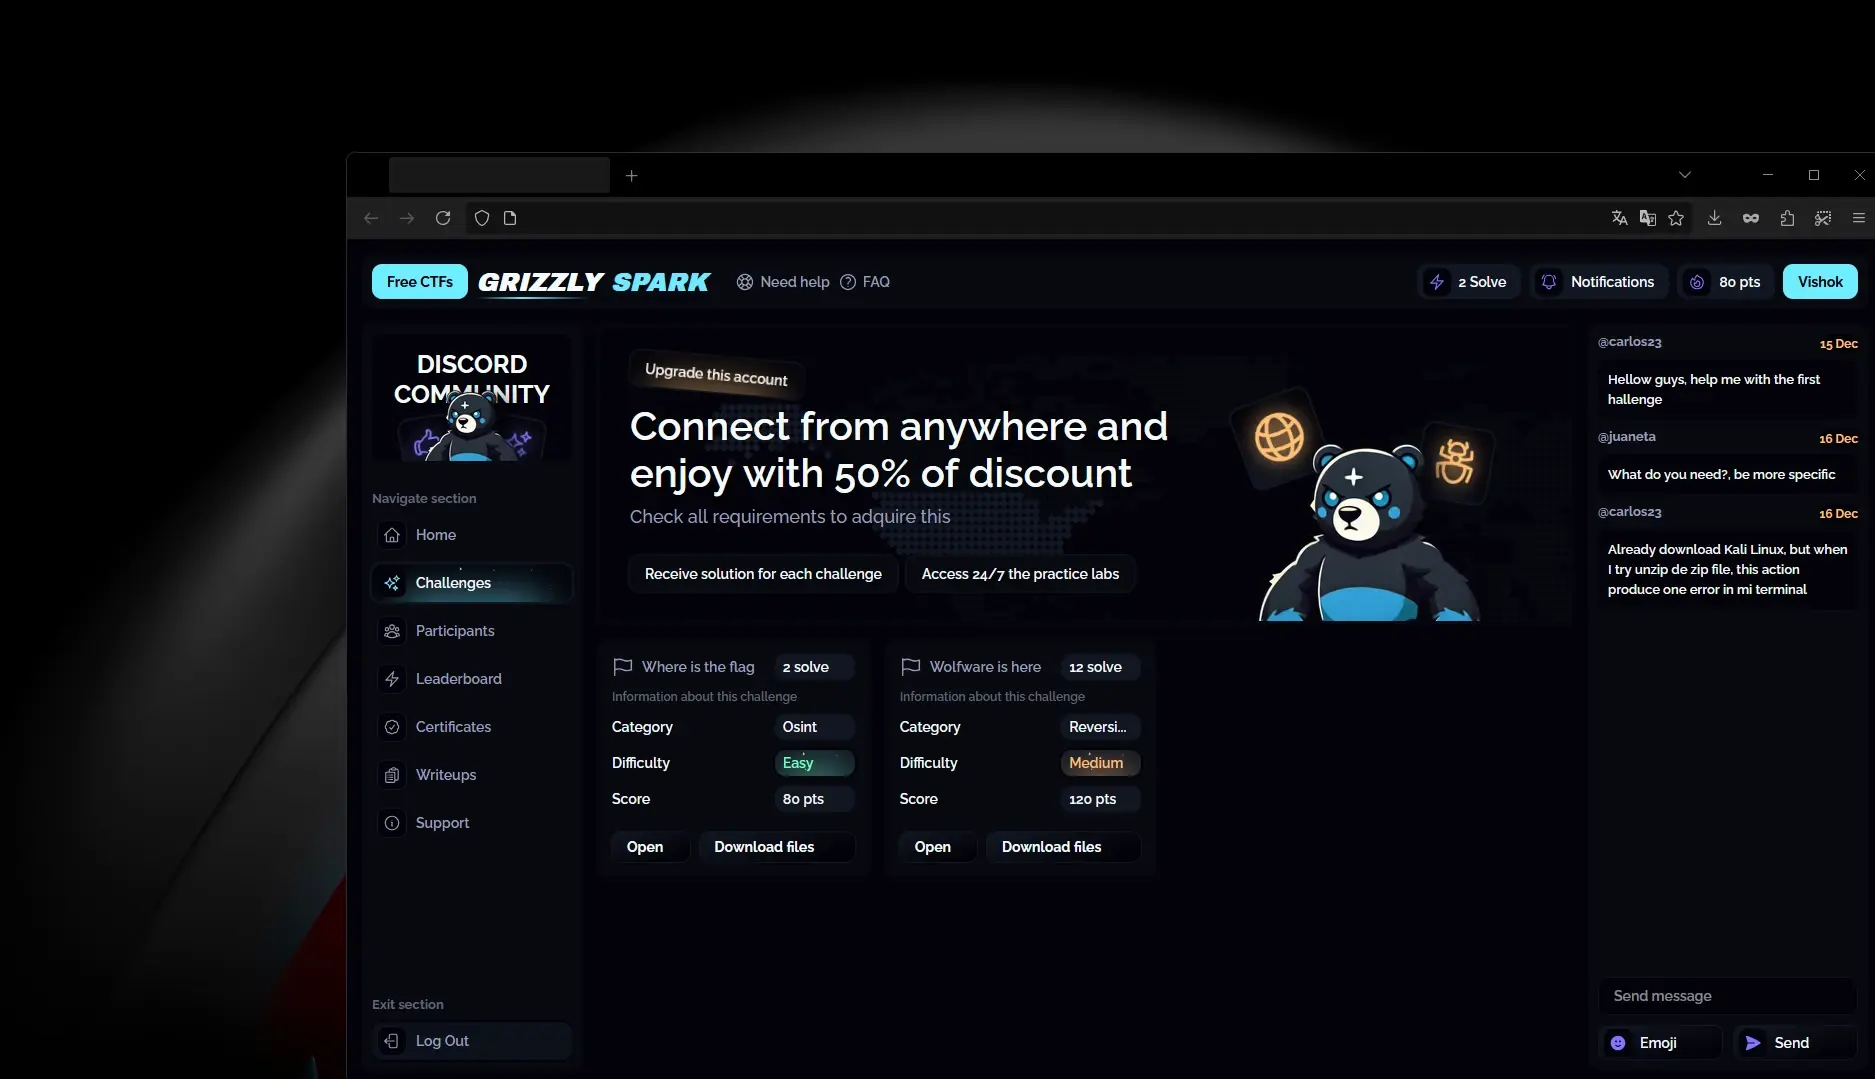 Free CTFs
GRIZZLY SPARK
Need help
FAQ
2 Solve
Notifications
80 pts
Vishok
DISCORD
COMMUNITY
Navigate section
Home
Challenges
Participants
Leaderboard
Certificates
Writeups
Support
Exit section
Log Out
Upgrade this account
Connect from anywhere and
enjoy with 50% of discount
Check all requirements to adquire this
Receive solution for each challenge
Access 24/7 the practice labs
Where is the flag
2 solve
Information about this challenge
Category
Osint
Difficulty
Easy
Score
80 pts
Open
Download files
Wolfware is here
12 solve
Information about this challenge
Category
Reversi...
Difficulty
Medium
Score
120 pts
Open
Download files
@carlos23
15 Dec
Hellow guys, help me with the first
hallenge
@juaneta
16 Dec
What do you need?, be more specific
@carlos23
16 Dec
Already download Kali Linux, but when
I try unzip de zip file, this action
produce one error in mi terminal
Send message
Emoji
Send